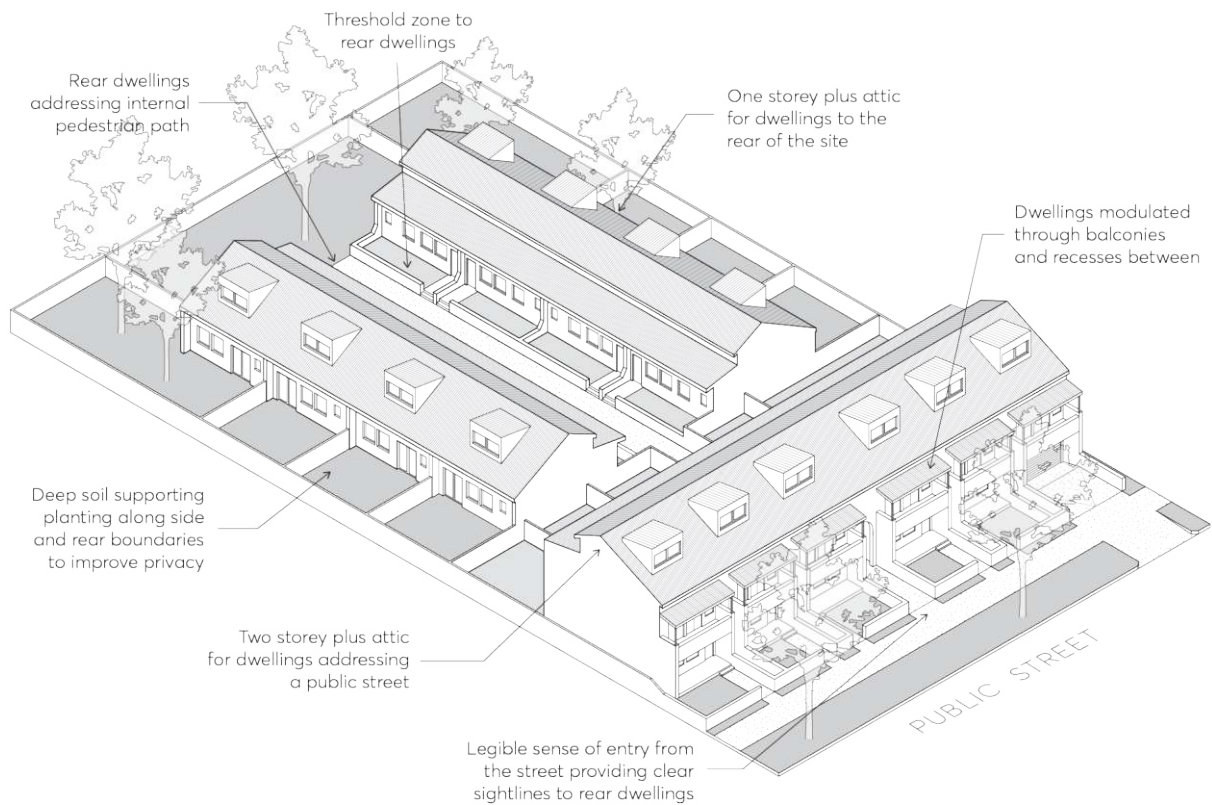 Threshold zone to
rear dwellings
Rear dwellings
addressing internal
pedestrian path
One storey plus attic
for dwellings to the
rear of the site
Dwellings modulated
through balconies
and recesses between
Deep soil supporting
planting along side
and rear boundaries
to improve privacy
Two storey plus attic
for dwellings addressing
a public street
PUBLIC STREET
Legible sense of entry from
the street providing clear
sightlines to rear dwellings